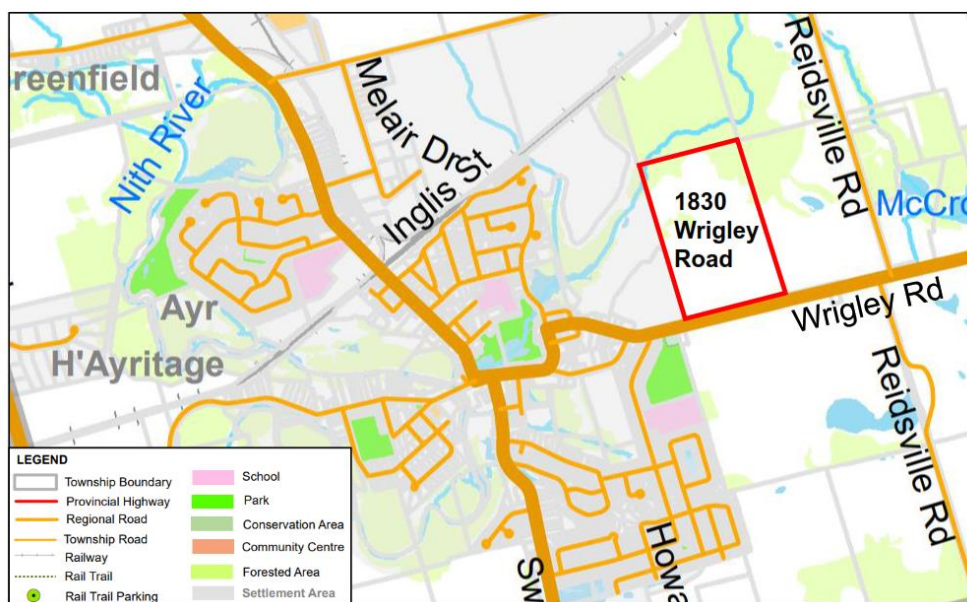 reenfield
Nith River
Melair Dr
Inglis St
Reidsville Rd
McCro
1830
Wrigley
Road
Wrigley Rd
Ayr
H'Ayritage
Reidsville Rd
Howa
Sw
LEGEND
Township Boundary
Provincial Highway
Regional Road
Township Road
Railway
Rail Trail
Rail Trail Parking
School
Park
Conservation Area
Community Centre
Forested Area
Settlement Area